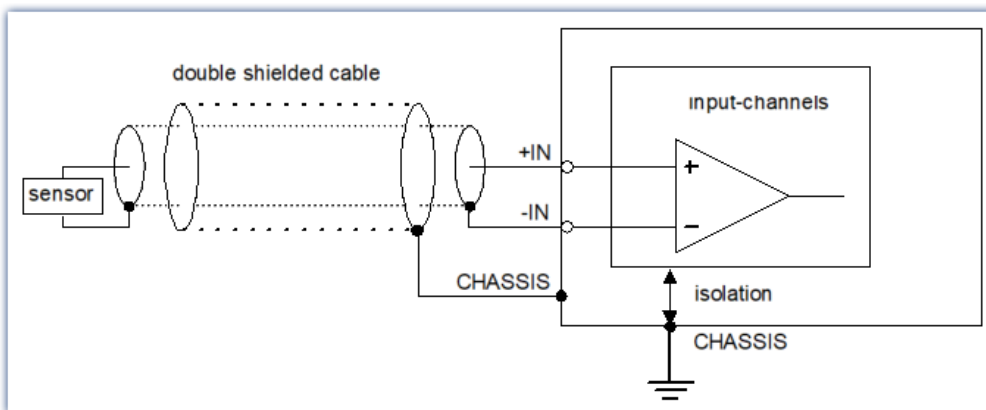 double shielded cable
input-channels
+IN
+
sensor
-IN
−
CHASSIS
isolation
CHASSIS